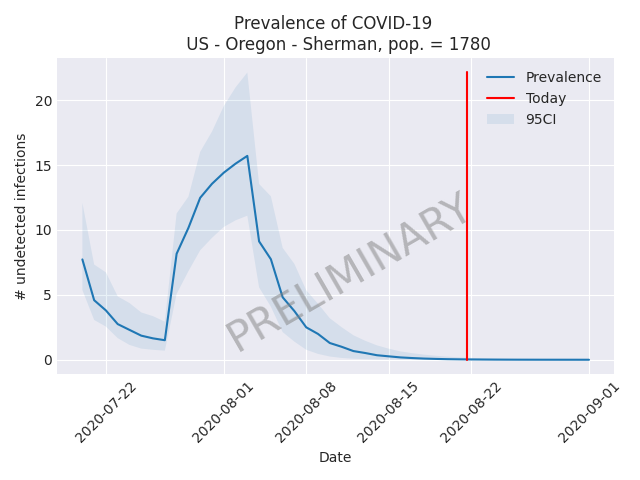 Prevalence of COVID-19
US - Oregon - Sherman, pop. = 1780
Prevalence
Today
95CI
# undetected infections
20
15
10
5
0
PRELIMINARY
2020-07-22
2020-08-01
2020-08-08
2020-08-15
2020-08-22
2020-09-01
Date